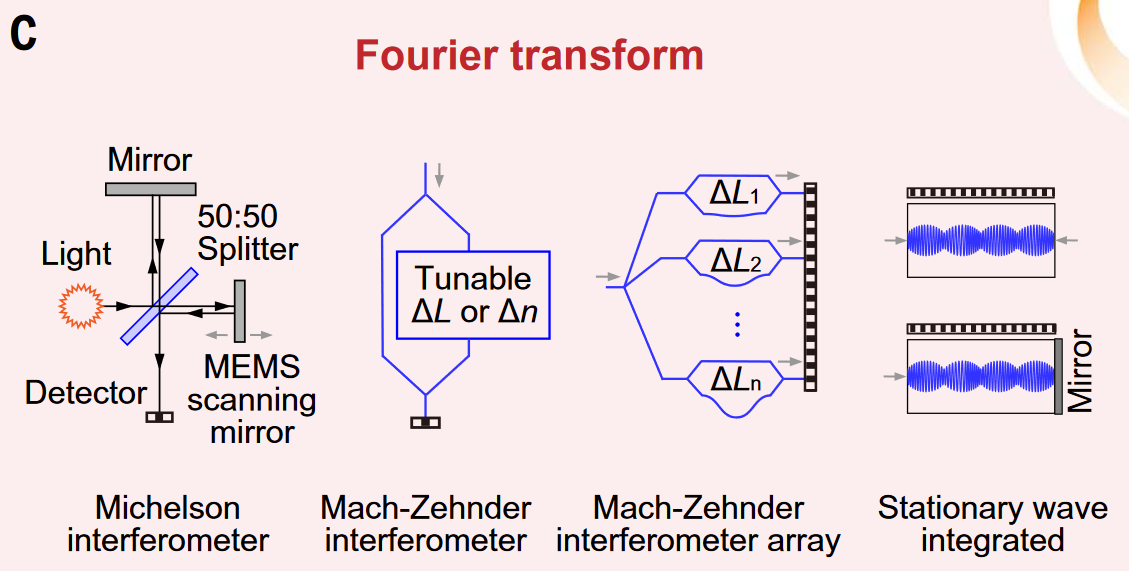 C
Fourier transform
Mirror
50:50
Splitter
Light
MEMS
scanning
mirror
Detector
Michelson
interferometer
Tunable
ΔL or Δn
Mach-Zehnder
interferometer
ΔL1
ΔL2
ΔLn
Mach-Zehnder
interferometer array
Mirror
Stationary wave
integrated